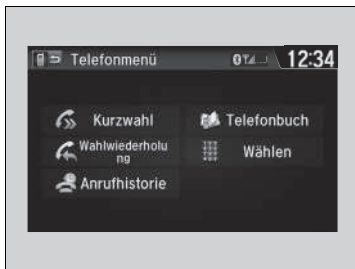 Telefonmenü
12:34
Kurzwahl
Telefonbuch
Wahlwiederholu
ng
Wählen
Anrufhistorie